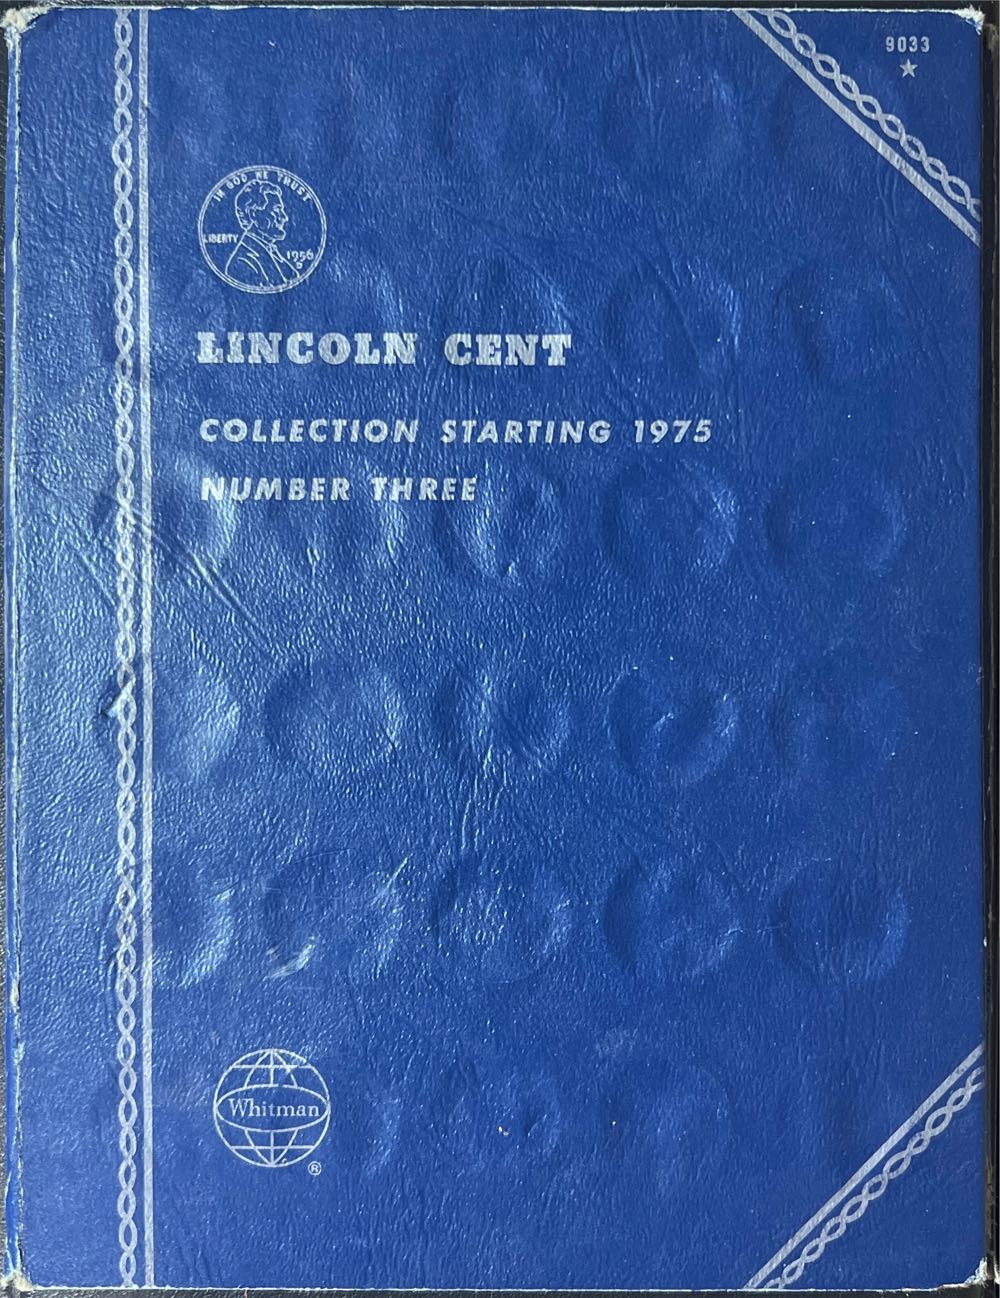 9033
IN GOD WE TRUST
LIBERTY
1956
D
LINCOLN CENT
COLLECTION STARTING 1975
NUMBER THREE
Whitman
®